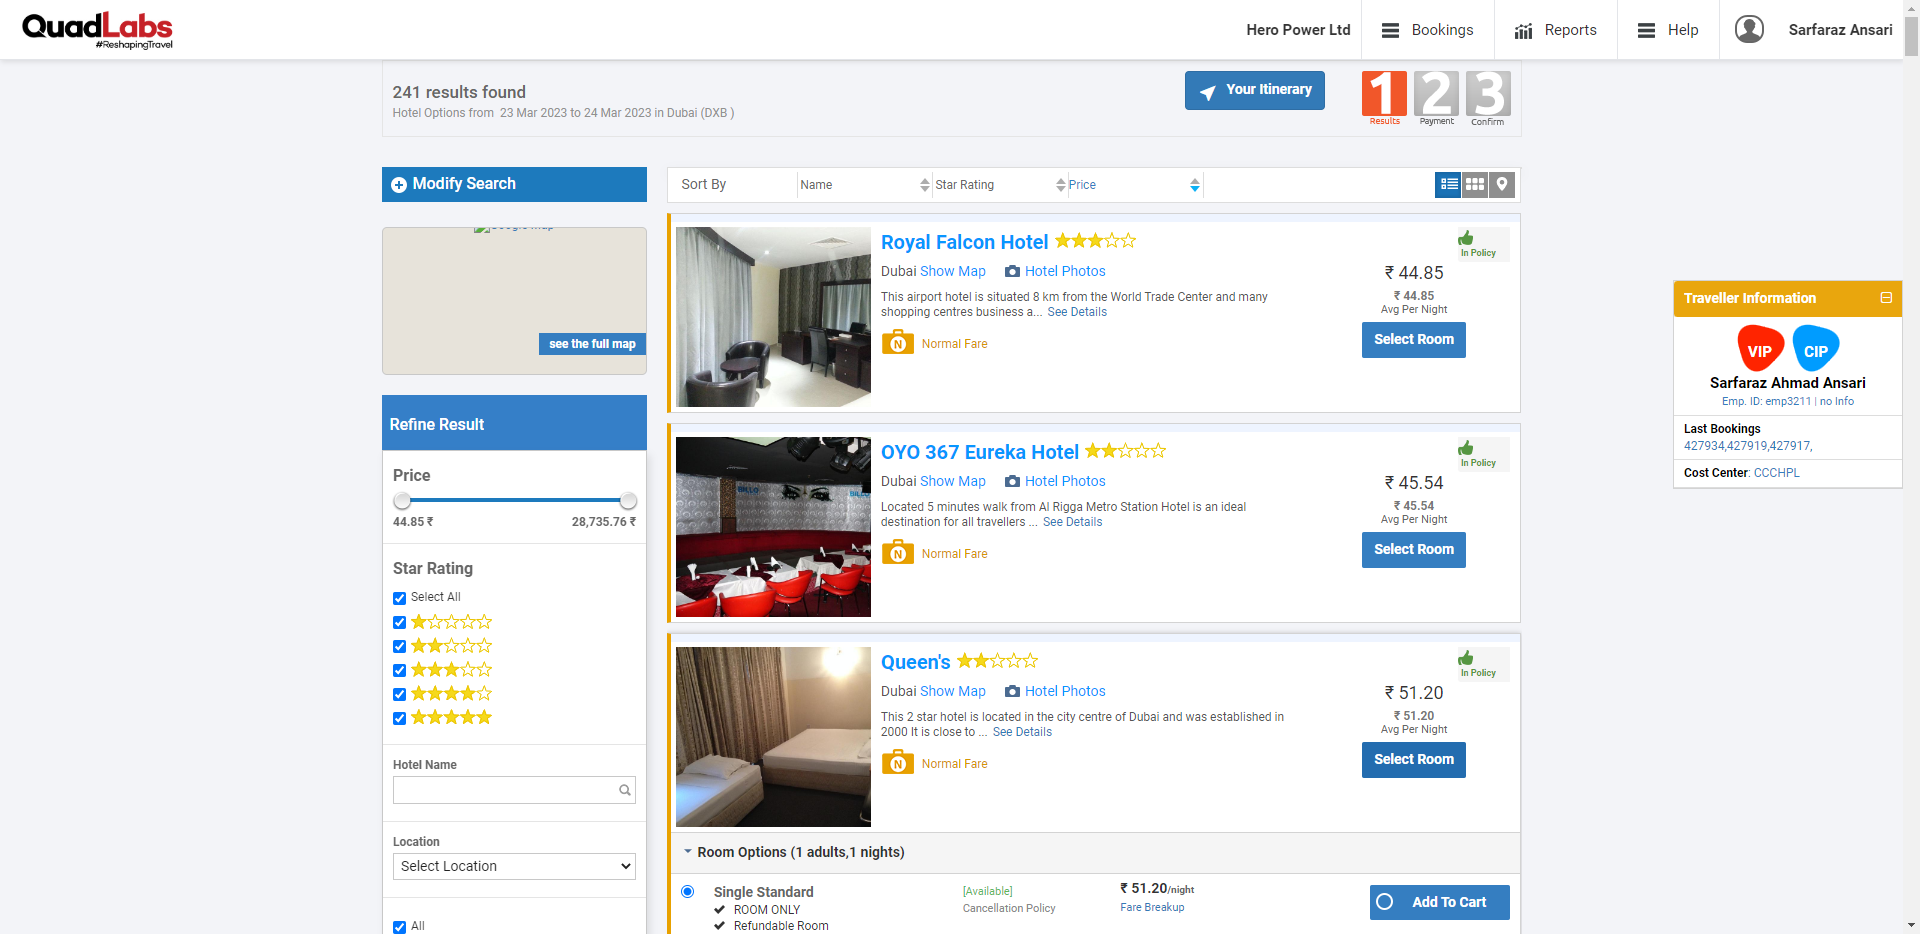 QuadLabs
#ReshapingTravel
Hero Power Ltd
Bookings
Reports
Help
Sarfaraz Ansari
241 results found
Hotel Options from 23 Mar 2023 to 24 Mar 2023 in Dubai (DXB )
Your Itinerary
1 2 3
Results Payment Confirm
Modify Search
Google Map
see the full map
Refine Result
Price
44.85 ₹ 28,735.76 ₹
Star Rating
Select All
Hotel Name
Location
Select Location
All
Sort By Name Star Rating Price
Royal Falcon Hotel
In Policy
Dubai Show Map Hotel Photos
This airport hotel is situated 8 km from the World Trade Center and many
shopping centres business a... See Details
N Normal Fare
₹ 44.85
₹ 44.85
Avg Per Night
Select Room
OYO 367 Eureka Hotel
In Policy
Dubai Show Map Hotel Photos
Located 5 minutes walk from Al Rigga Metro Station Hotel is an ideal
destination for all travellers ... See Details
N Normal Fare
₹ 45.54
₹ 45.54
Avg Per Night
Select Room
Queen's
In Policy
Dubai Show Map Hotel Photos
This 2 star hotel is located in the city centre of Dubai and was established in
2000 It is close to ... See Details
N Normal Fare
₹ 51.20
₹ 51.20
Avg Per Night
Select Room
Room Options (1 adults,1 nights)
Single Standard
ROOM ONLY
Refundable Room
[Available]
Cancellation Policy
₹ 51.20/night
Fare Breakup
Add To Cart
Traveller Information
VIP CIP
Sarfaraz Ahmad Ansari
Emp. ID: emp3211 | no Info
Last Bookings
427934,427919,427917,
Cost Center: CCCHPL